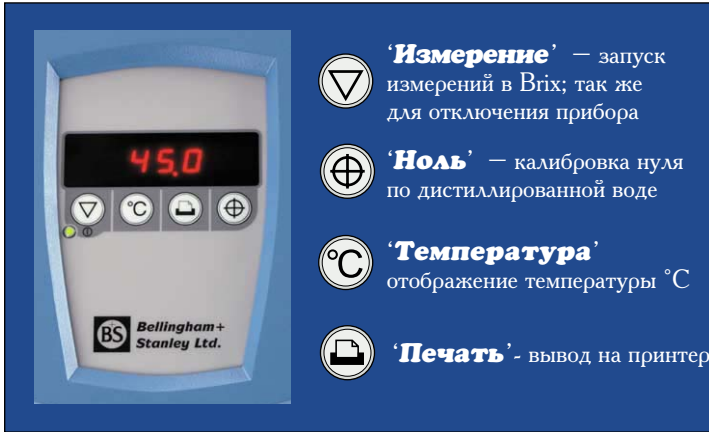 45.0
°C
BS Bellingham+
Stanley Ltd.
'Измерение' – запуск
измерений в Brix; так же
для отключения прибора
'Ноль' – калибровка нуля
по дистиллированной воде
°C
'Температура'
отображение температуры °C
'Печать'- вывод на принтер